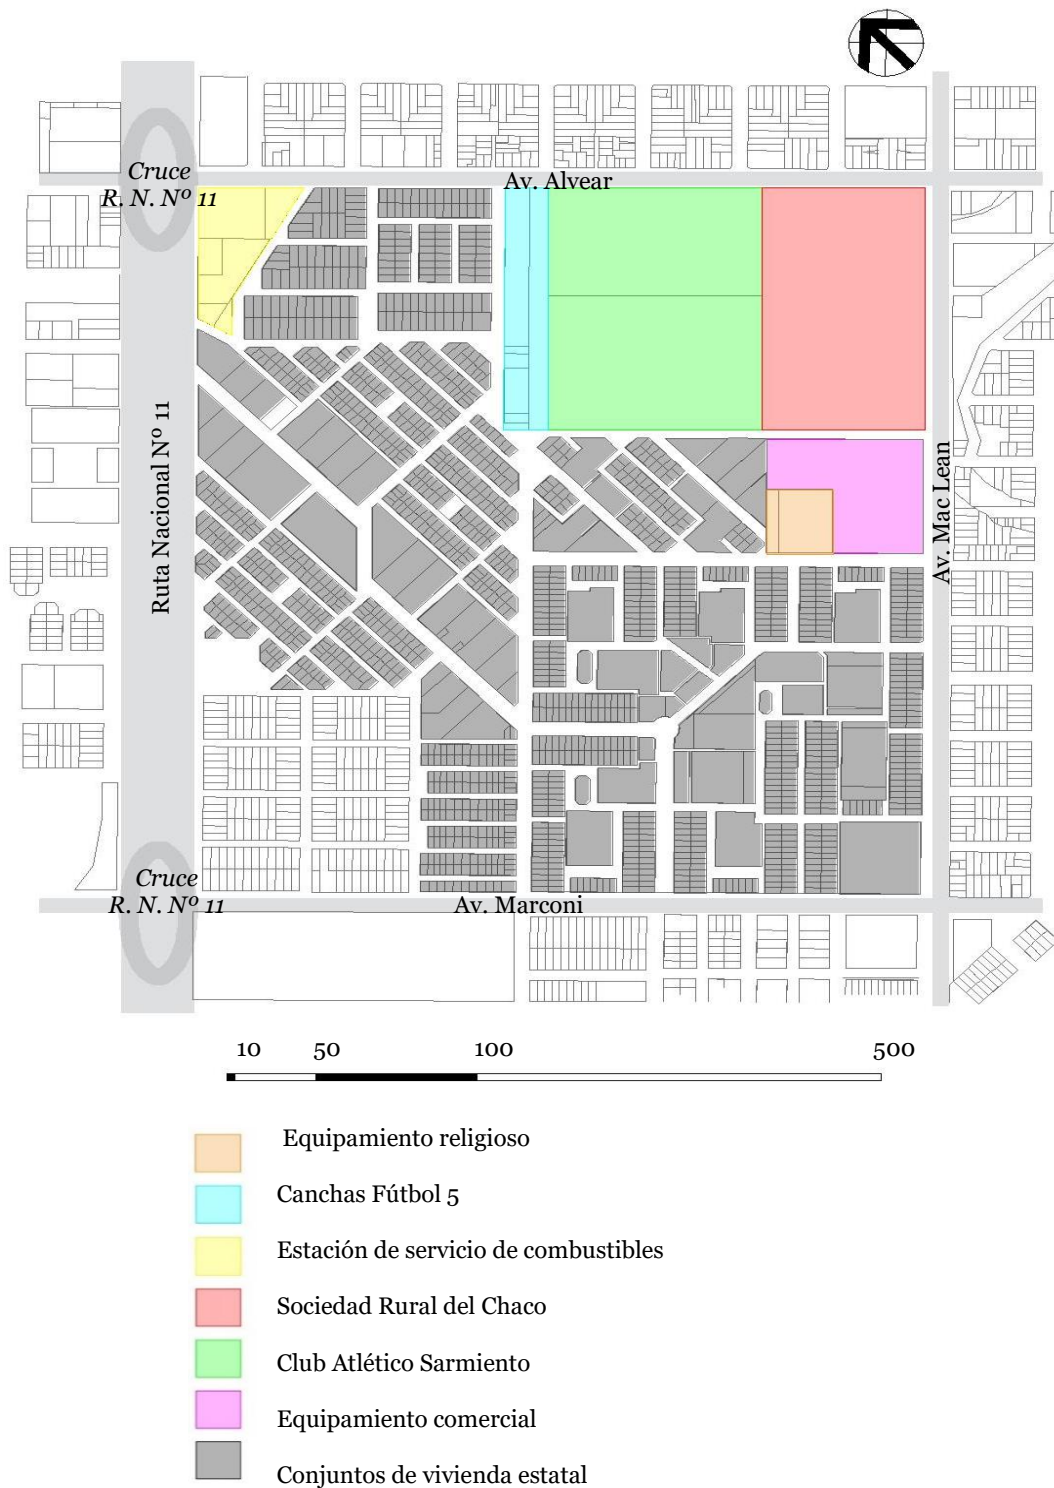 Cruce
R. N. Nº 11
Av. Alvear
Ruta Nacional Nº 11
Av. Mac Lean
Cruce
R. N. Nº 11
Av. Marconi
10 50 100 500
Equipamiento religioso
Canchas Fútbol 5
Estación de servicio de combustibles
Sociedad Rural del Chaco
Club Atlético Sarmiento
Equipamiento comercial
Conjuntos de vivienda estatal